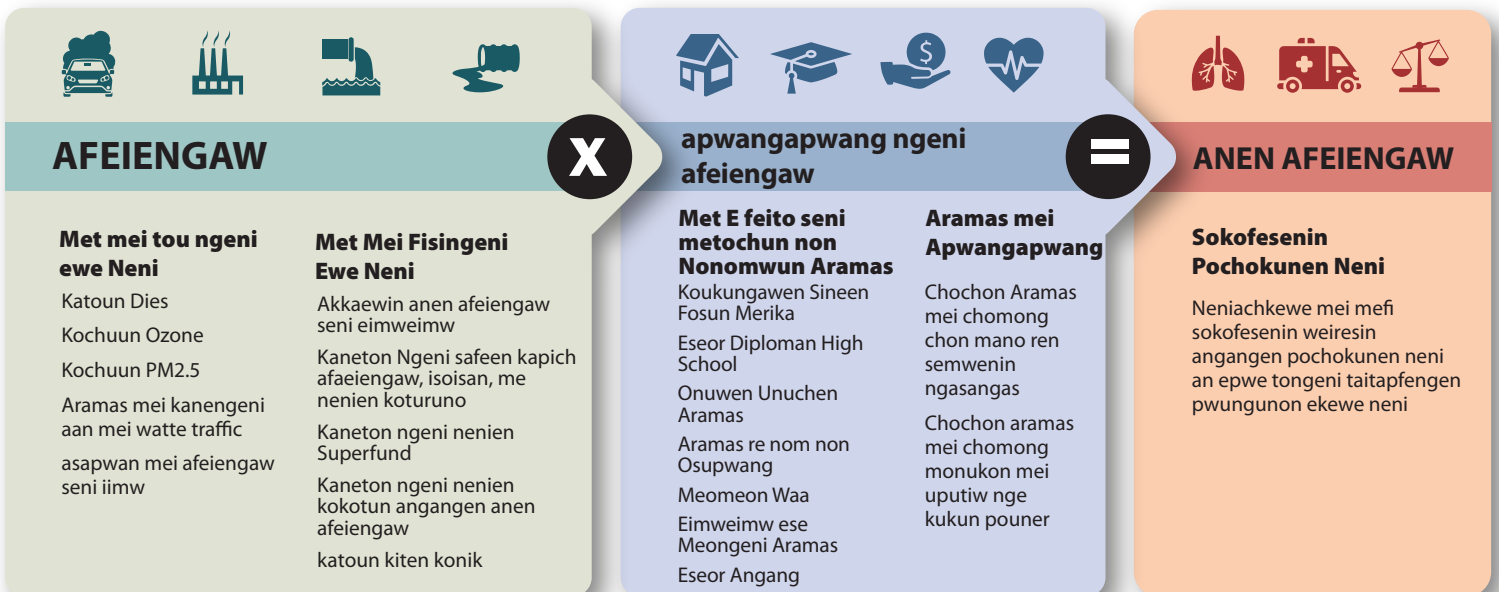 AFEIENGAW
X
apwangapwang ngeni
afeiengaw
=
ANEN AFEIENGAW
Met mei tou ngeni
ewe Neni
Katoun Dies
Kochuun Ozone
Kochuun PM2.5
Aramas mei kanengeni
aan mei watte traffic
asapwan mei afeiengaw
seni iimw
Met Mei Fisingeni
Ewe Neni
Akkaewin anen afeiengaw
seni eimweimw
Kaneton Ngeni safeen kapich
afaeiengaw, isoisan, me
nenien koturuno
Kaneton ngeni nenien
Superfund
Kaneton ngeni nenien
kokotun angangen anen
afeiengaw
katoun kiten konik
Met E feito seni
metochun non
Nonomwun Aramas
Koukungawen Sineen
Fosun Merika
Eseor Diploman High
School
Onuwen Unuchen
Aramas
Aramas re nom non
Osupwang
Meomeon Waa
Eimweimw ese
Meongeni Aramas
Eseor Angang
Aramas mei
Apwangapwang
Chochon Aramas
mei chomong
chon mano ren
semwenin
ngasangas
Chochon aramas
mei chomong
monukon mei
uputiw nge
kukun pouner
Sokofesenin
Pochokunen Neni
Neniachkewe mei mefi
sokofesenin weiresin
angangen pochokunen neni
an epwe tongeni taitapfengen
pwungunon ekewe neni